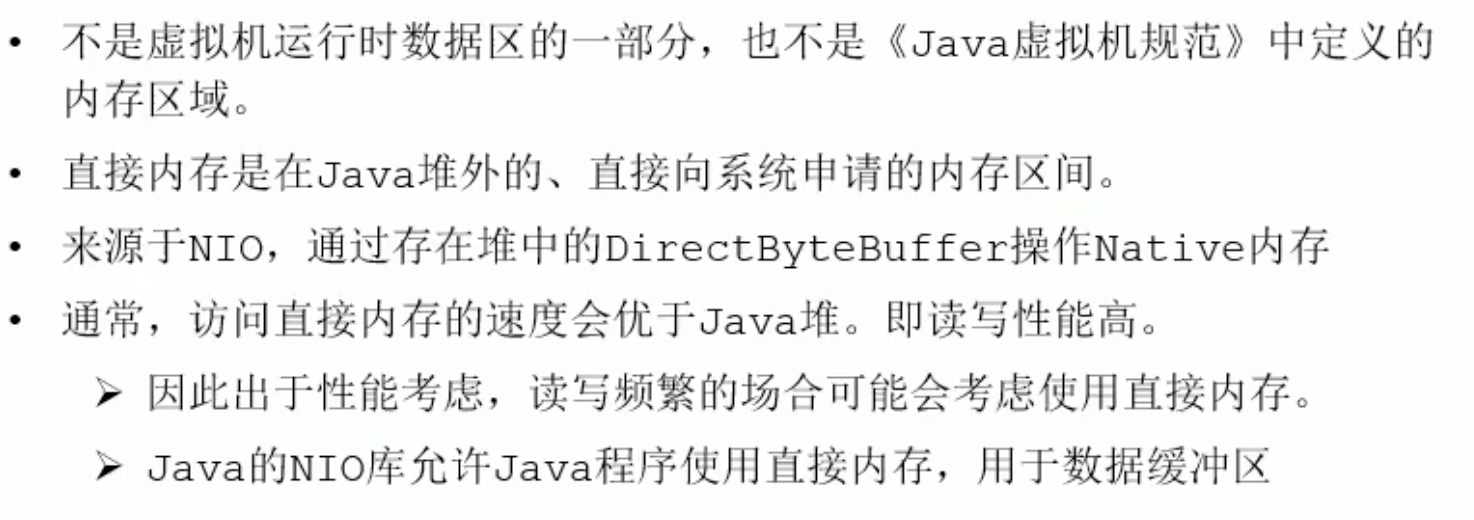 • 不是虚拟机运行时数据区的一部分，也不是《Java虚拟机规范》中定义的
内存区域。
• 直接内存是在Java堆外的、直接向系统申请的内存区间。
• 来源于NIO，通过存在堆中的DirectByteBuffer操作Native内存
• 通常，访问直接内存的速度会优于Java堆。即读写性能高。
➢ 因此出于性能考虑，读写频繁的场合可能会考虑使用直接内存。
➢ Java的NIO库允许Java程序使用直接内存，用于数据缓冲区